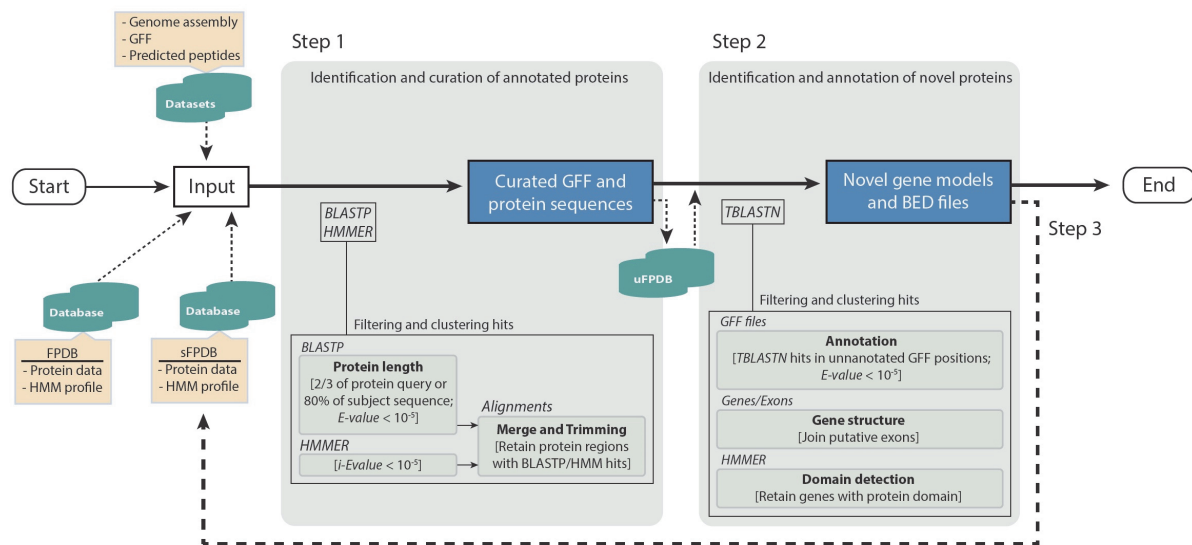 - Genome assembly
- GFF
- Predicted peptides
Datasets
Start
Input
Database
FPDB
- Protein data
- HMM profile
Database
sFPDB
- Protein data
- HMM profile
Step 1
Identification and curation of annotated proteins
Curated GFF and
protein sequences
BLASTP
HMMER
Filtering and clustering hits
BLASTP
Protein length
[2/3 of protein query or
80% of subject sequence;
E-value < 10⁻⁵]
HMMER
[i-Evalue < 10⁻⁵]
Alignments
Merge and Trimming
[Retain protein regions
with BLASTP/HMM hits]
uFPDB
Step 2
Identification and annotation of novel proteins
Novel gene models
and BED files
TBLASTN
Filtering and clustering hits
GFF files
Annotation
[TBLASTN hits in unnanotated GFF positions;
E-value < 10⁻⁵]
Genes/Exons
Gene structure
[Join putative exons]
HMMER
Domain detection
[Retain genes with protein domain]
End
Step 3